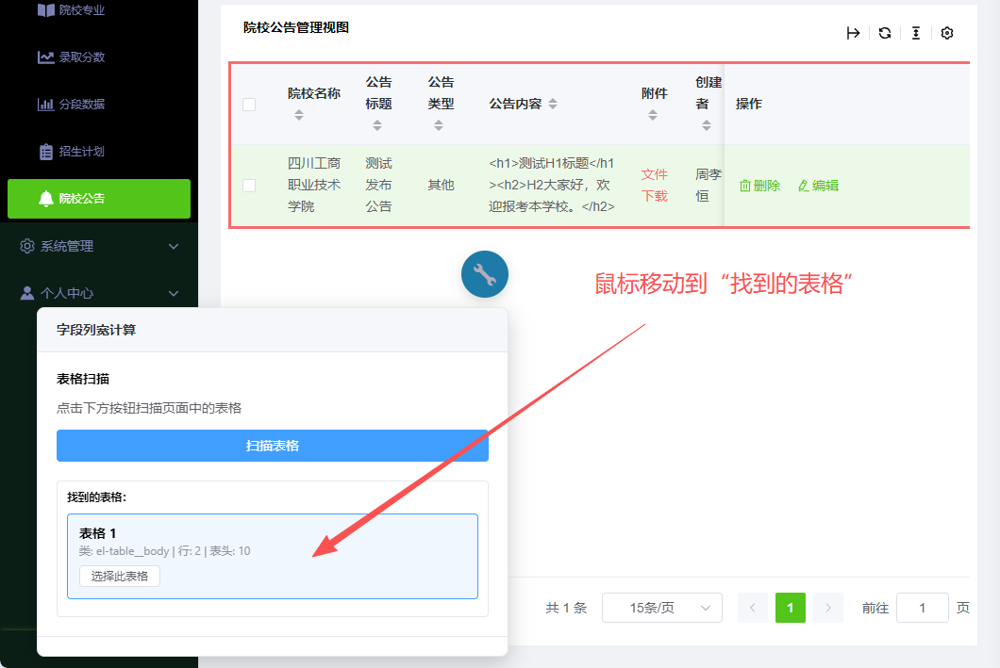 院校专业
录取分数
分段数据
招生计划
院校公告
系统管理
个人中心
院校公告管理视图
院校名称
公告
标题
公告
类型
公告内容
附件
创建
者
操作
四川工商
职业技术
学院
测试
发布
公告
其他
<h1>测试H1标题</h1
><h2>H2大家好，欢
迎报考本学校。</h2>
文件
下载
周孝
恒
删除
编辑
鼠标移动到“找到的表格”
字段列宽计算
表格扫描
点击下方按钮扫描页面中的表格
扫描表格
找到的表格:
表格 1
类: el-table__body | 行: 2 | 表头: 10
选择此表格
共 1 条
15条/页
1
前往
1
页